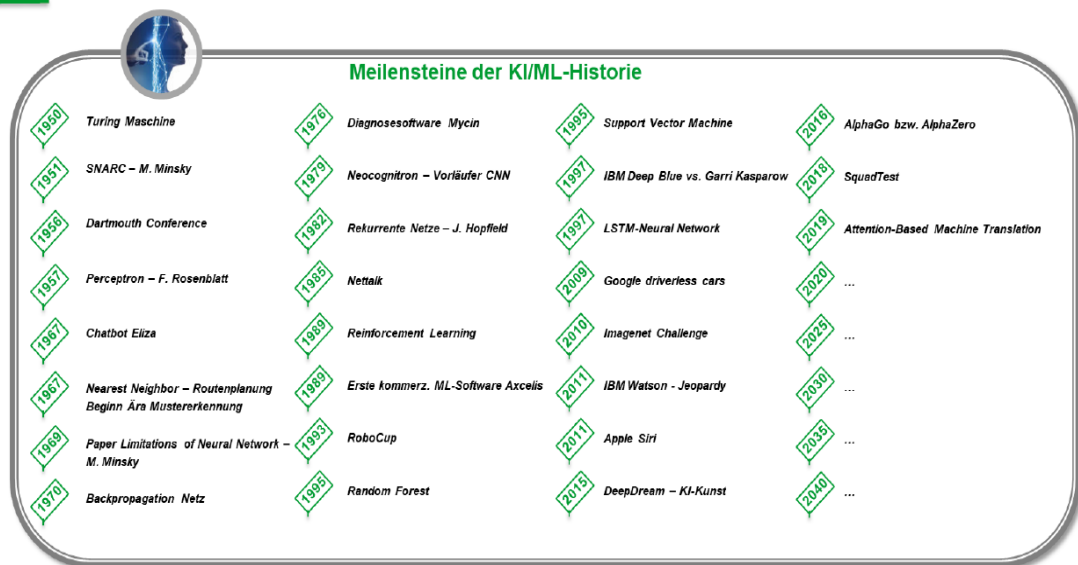 Meilensteine der KI/ML-Historie
1950 Turing Maschine
1951 SNARC – M. Minsky
1956 Dartmouth Conference
1957 Perceptron – F. Rosenblatt
1967 Chatbot Eliza
1967 Nearest Neighbor – Routenplanung
Beginn Ära Mustererkennung
1969 Paper Limitations of Neural Network –
M. Minsky
1970 Backpropagation Netz
1976 Diagnosesoftware Mycin
1979 Neocognitron – Vorläufer CNN
1982 Rekurrente Netze – J. Hopfield
1985 Nettalk
1989 Reinforcement Learning
1989 Erste kommerz. ML-Software Axcelis
1993 RoboCup
1995 Random Forest
1995 Support Vector Machine
1997 IBM Deep Blue vs. Garri Kasparow
1997 LSTM-Neural Network
2009 Google driverless cars
2010 Imagenet Challenge
2011 IBM Watson - Jeopardy
2011 Apple Siri
2015 DeepDream – KI-Kunst
2016 AlphaGo bzw. AlphaZero
2018 SquadTest
2019 Attention-Based Machine Translation
2020 ...
2025 ...
2030 ...
2035 ...
2040 ...